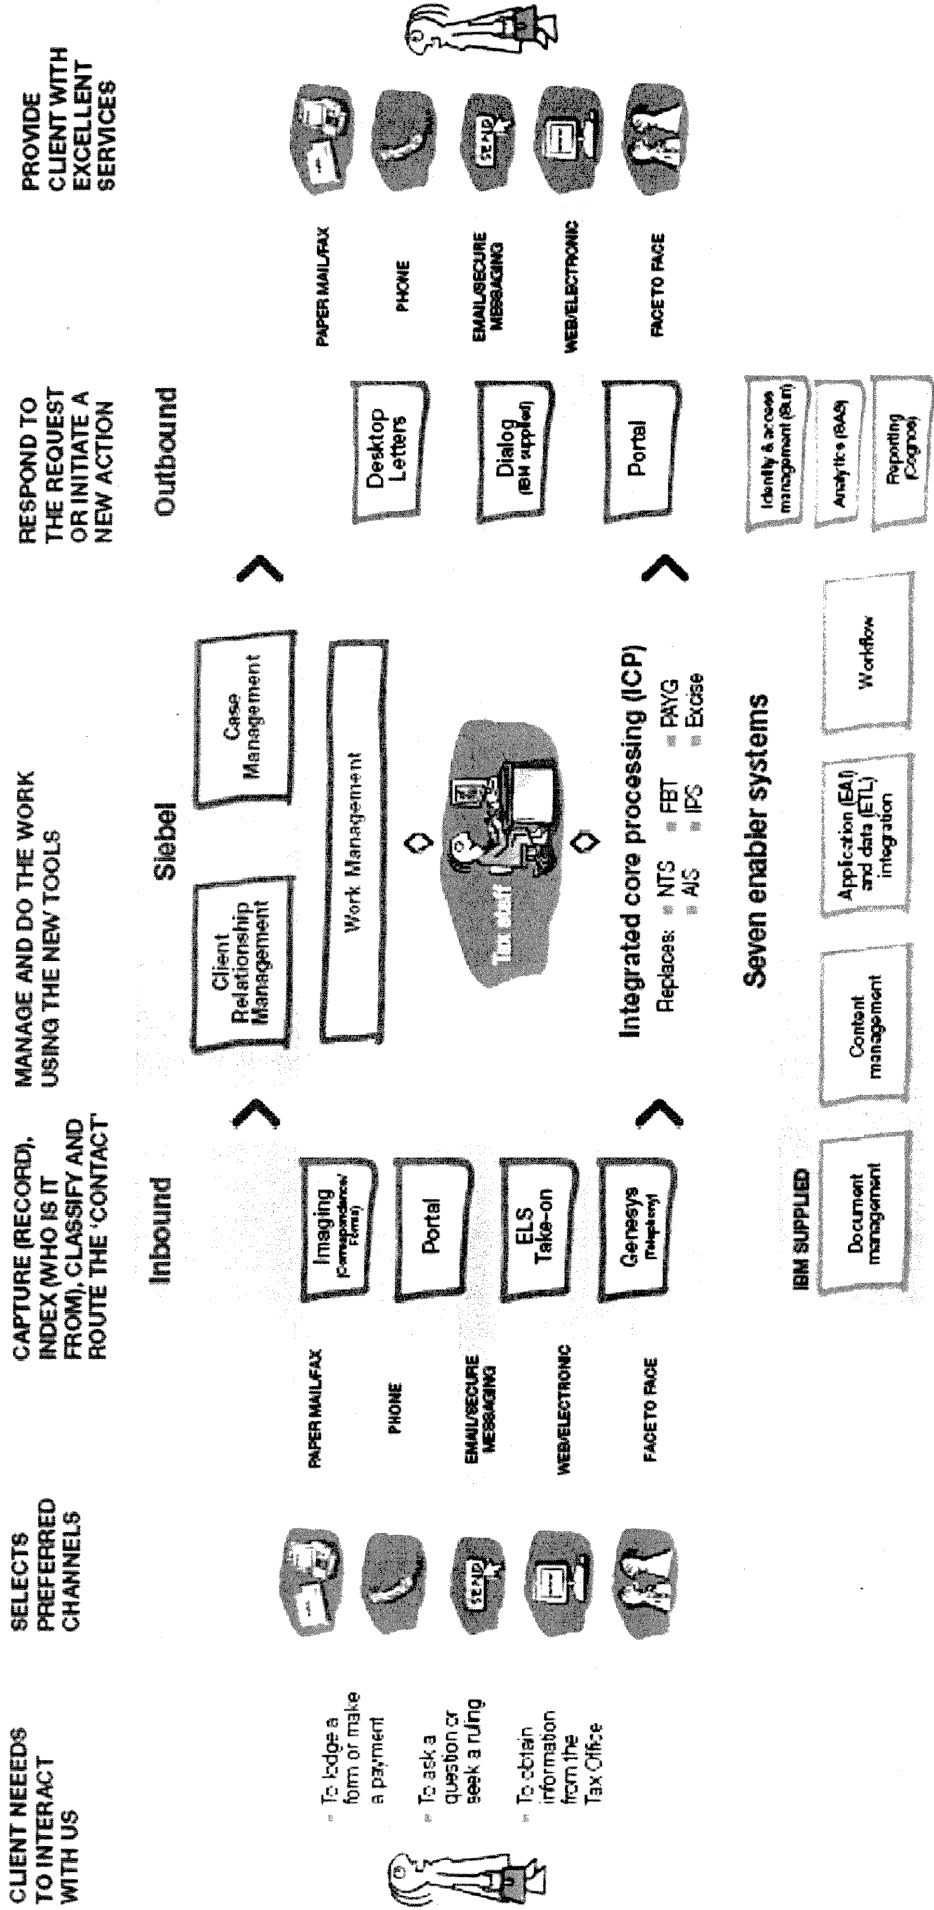 CLIENT NEEEDS
TO INTERACT
WITH US
SELECTS
PREFERRED
CHANNELS
CAPTURE (RECORD),
INDEX (WHO IS IT
FROM), CLASSIFY AND
ROUTE THE 'CONTACT'
MANAGE AND DO THE WORK
USING THE NEW TOOLS
RESPOND TO
THE REQUEST
OR INITIATE A
NEW ACTION
PROVIDE
CLIENT WITH
EXCELLENT
SERVICES
To lodge a
form or make
a payment
To ask a
question or
seek a ruling
To obtain
information
from the
Tax Office
SEND
PAPER MAIL/FAX
PHONE
EMAIL/SECURE
MESSAGING
WEB/ELECTRONIC
FACE TO FACE
Inbound
Imaging
(Correspondence/
Forms)
Portal
ELS
Take-on
Genesys
(Telephony)
Siebel
Client
Relationship
Management
Case
Management
Work Management
Tax staff
Integrated core processing (ICP)
Replaces: NTS FBT PAYG
AIS IPS Excise
Outbound
Desktop
Letters
Dialog
(IBM supplied)
Portal
PAPER MAIL/FAX
PHONE
EMAIL/SECURE
MESSAGING
WEB/ELECTRONIC
FACE TO FACE
SEND
Seven enabler systems
IBM SUPPLIED
Document
management
Content
management
Application (EAI)
and data (ETL)
integration
Workflow
Identity & access
management (Sun)
Analytics (SAS)
Reporting
(Cognos)